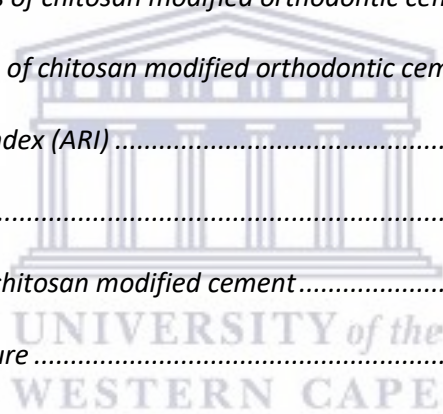 of chitosan modified orthodontic cem
of chitosan modified orthodontic cem
ndex (ARI) ........................................................
........................................................................
chitosan modified cement ........................
UNIVERSITY of the
ure ....................................................................
WESTERN CAPE